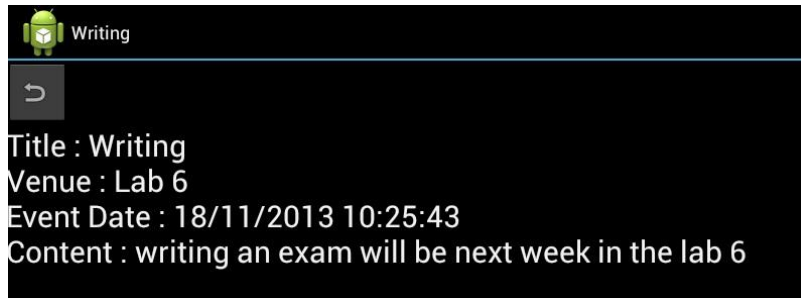 Writing
Title : Writing
Venue : Lab 6
Event Date : 18/11/2013 10:25:43
Content : writing an exam will be next week in the lab 6